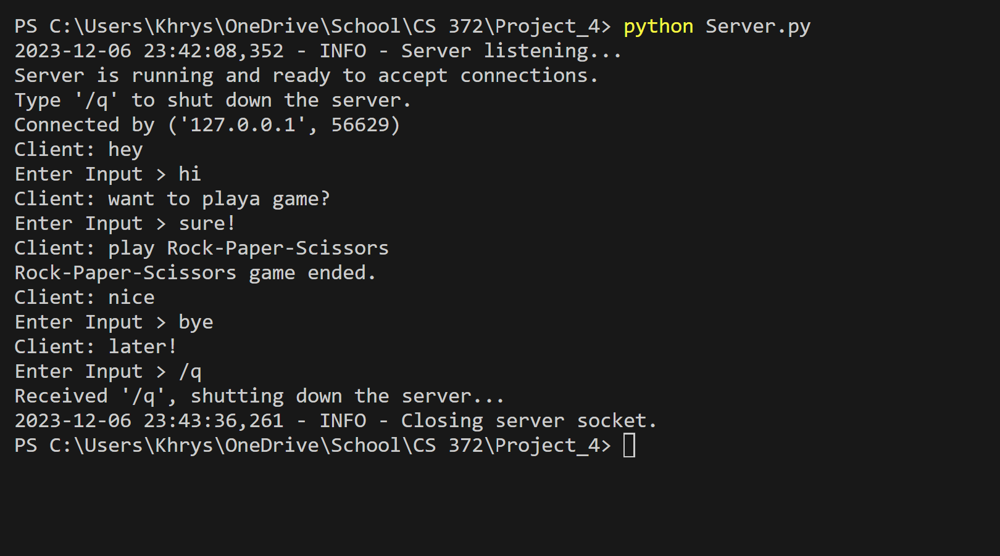 PS C:\Users\Khrys\OneDrive\School\CS 372\Project_4> python Server.py
2023-12-06 23:42:08,352 - INFO - Server listening...
Server is running and ready to accept connections.
Type '/q' to shut down the server.
Connected by ('127.0.0.1', 56629)
Client: hey
Enter Input > hi
Client: want to playa game?
Enter Input > sure!
Client: play Rock-Paper-Scissors
Rock-Paper-Scissors game ended.
Client: nice
Enter Input > bye
Client: later!
Enter Input > /q
Received '/q', shutting down the server...
2023-12-06 23:43:36,261 - INFO - Closing server socket.
PS C:\Users\Khrys\OneDrive\School\CS 372\Project_4>